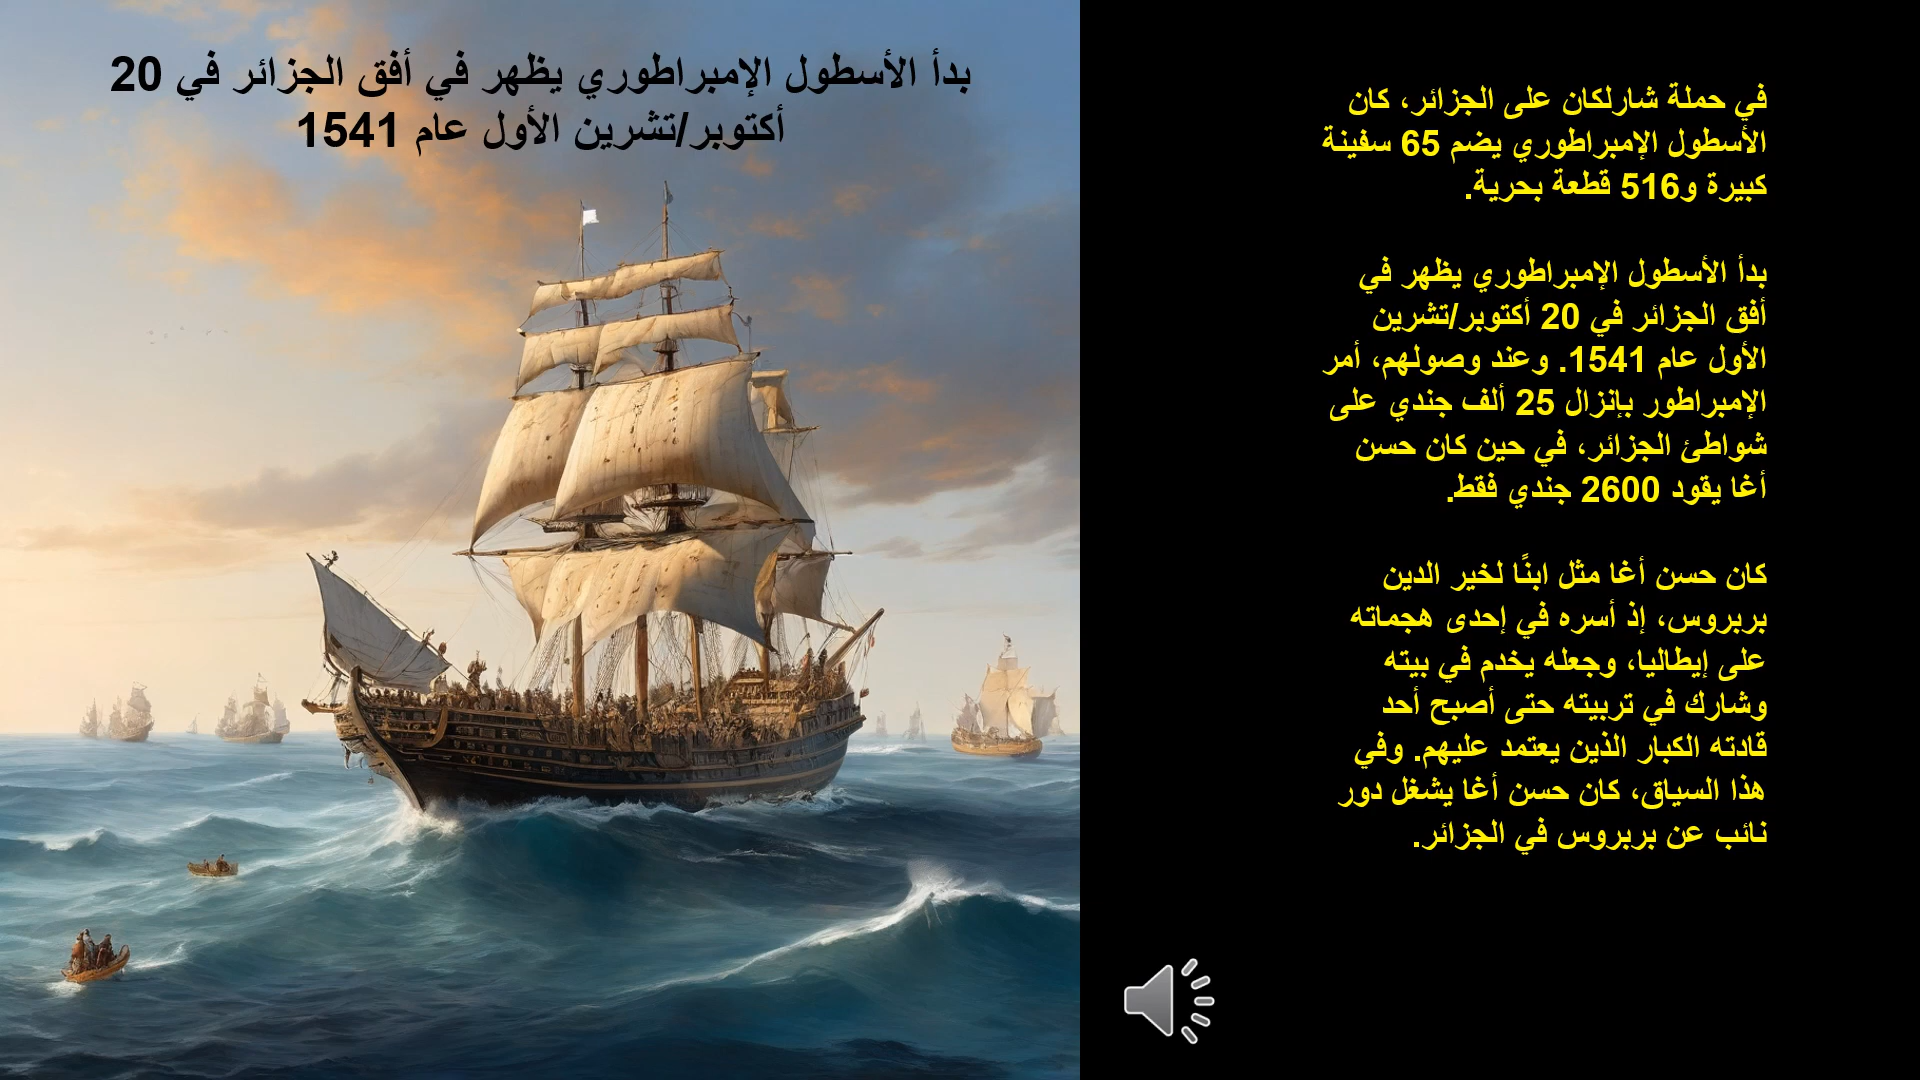 بدأ الأسطول الإمبراطوري يظهر في أفق الجزائر في 20
أكتوبر/تشرين الأول عام 1541
في حملة شارلكان على الجزائر، كان
الأسطول الإمبراطوري يضم 65 سفينة
كبيرة و516 قطعة بحرية.
بدأ الأسطول الإمبراطوري يظهر في
أفق الجزائر في 20 أكتوبر/تشرين
الأول عام 1541. وعند وصولهم، أمر
الإمبراطور بإنزال 25 ألف جندي على
شواطئ الجزائر، في حين كان حسن
أغا يقود 2600 جندي فقط.
كان حسن أغا مثل ابنًا لخير الدين
بربروس، إذ أسره في إحدى هجماته
على إيطاليا، وجعله يخدم في بيته
وشارك في تربيته حتى أصبح أحد
قادته الكبار الذين يعتمد عليهم. وفي
هذا السياق، كان حسن أغا يشغل دور
نائب عن بربروس في الجزائر.